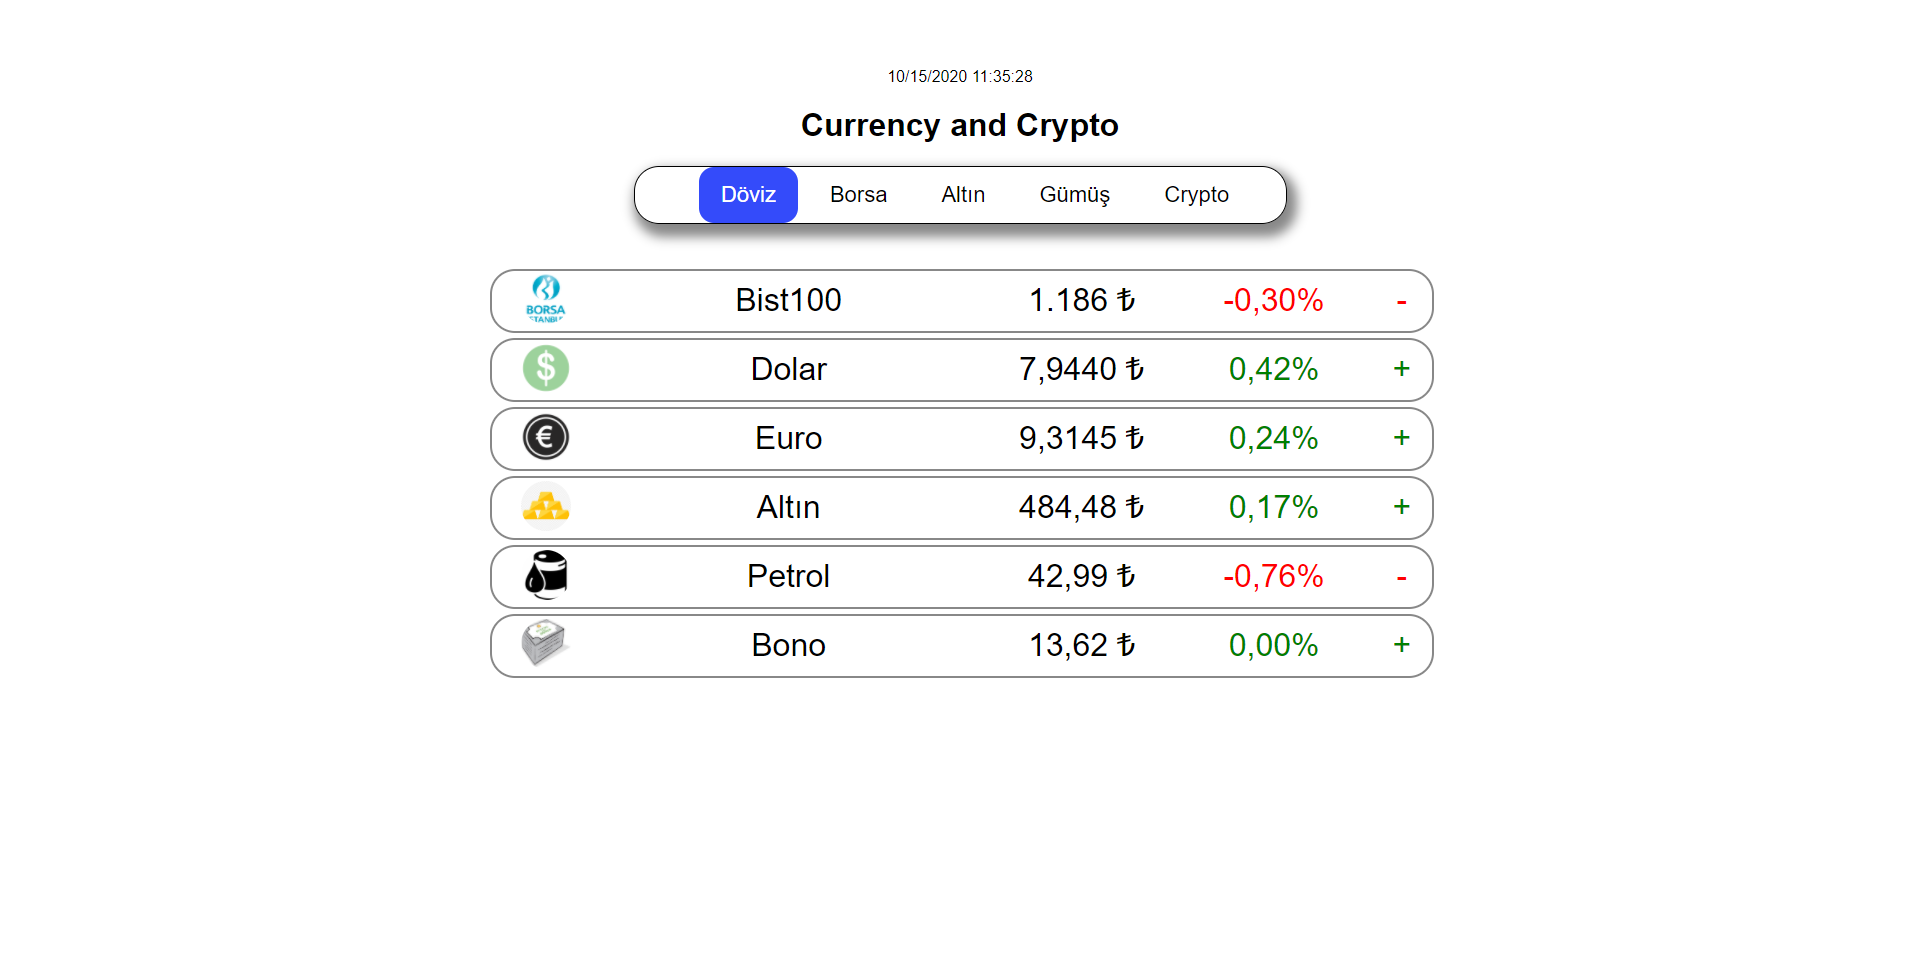 10/15/2020 11:35:28
Currency and Crypto
Döviz Borsa Altın Gümüş Crypto
BORSA Bist100 1.186 ₺ -0,30% -
$ Dolar 7,9440 ₺ 0,42% +
€ Euro 9,3145 ₺ 0,24% +
Altın 484,48 ₺ 0,17% +
Petrol 42,99 ₺ -0,76% -
Bono 13,62 ₺ 0,00% +